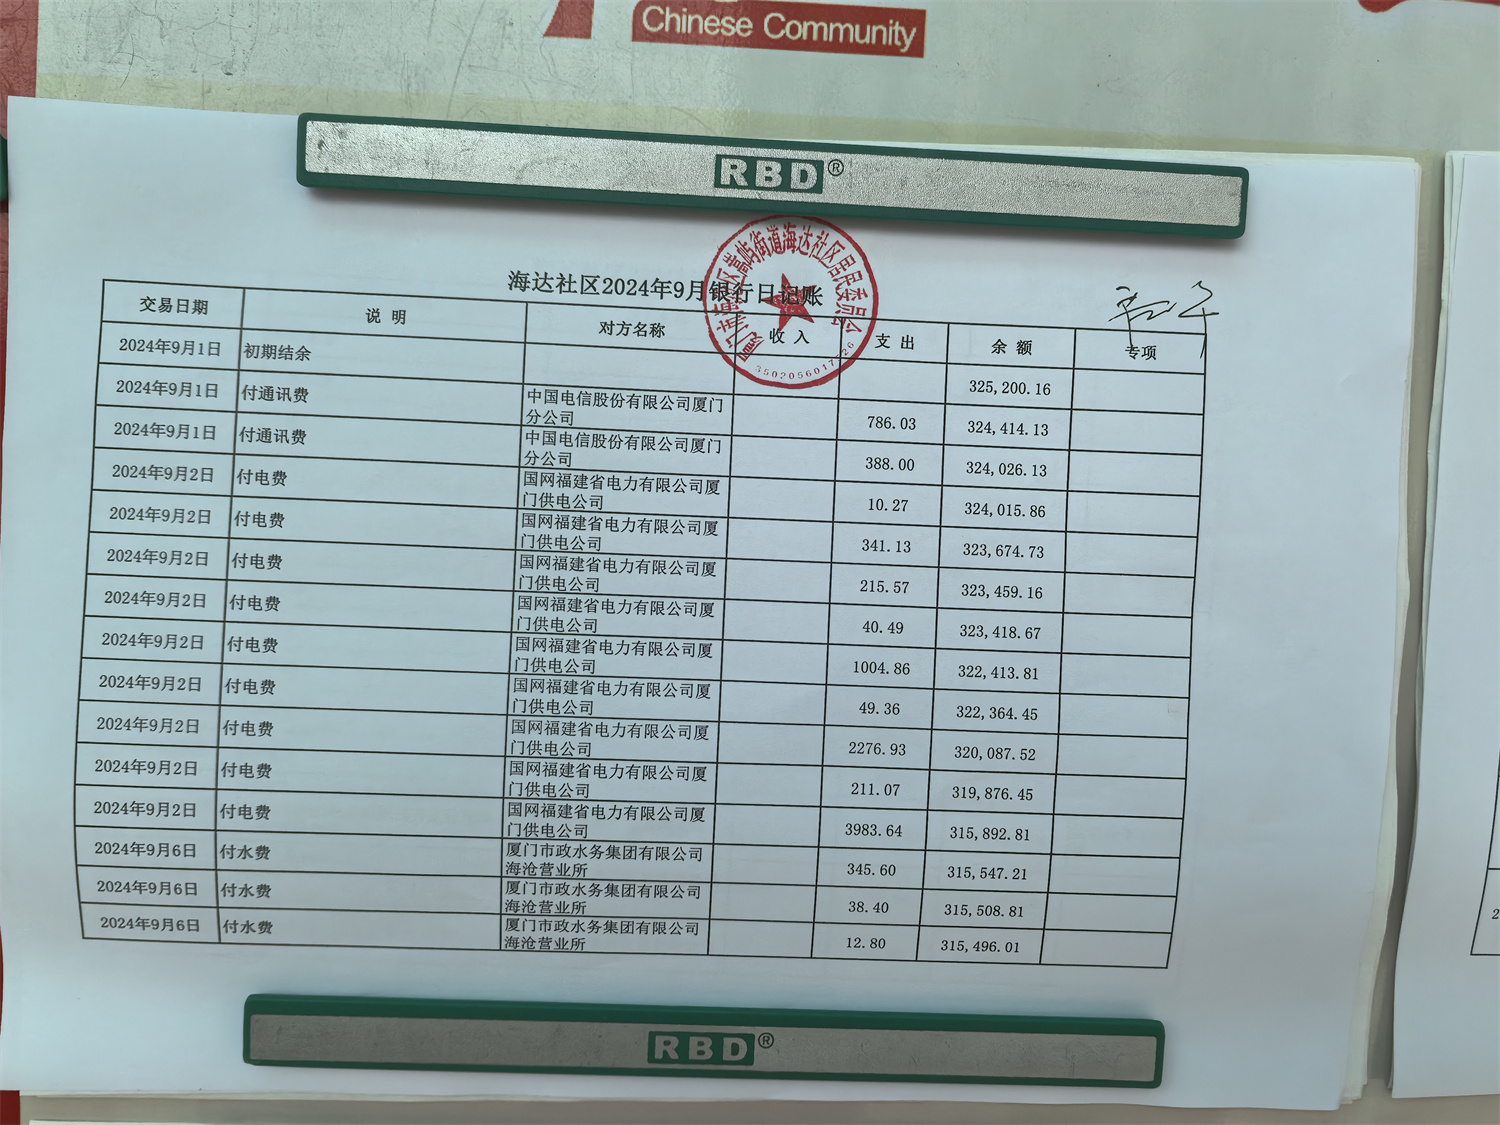 Chinese Community
RBD®
海达社区2024年9月银行日记账
交易日期 说 明 对方名称 收 入 支 出 余 额 专项
2024年9月1日 初期结余 325,200.16
2024年9月1日 付通讯费 中国电信股份有限公司厦门
分公司 786.03 324,414.13
2024年9月1日 付通讯费 中国电信股份有限公司厦门
分公司 388.00 324,026.13
2024年9月2日 付电费 国网福建省电力有限公司厦
门供电公司 10.27 324,015.86
2024年9月2日 付电费 国网福建省电力有限公司厦
门供电公司 341.13 323,674.73
2024年9月2日 付电费 国网福建省电力有限公司厦
门供电公司 215.57 323,459.16
2024年9月2日 付电费 国网福建省电力有限公司厦
门供电公司 40.49 323,418.67
2024年9月2日 付电费 国网福建省电力有限公司厦
门供电公司 1004.86 322,413.81
2024年9月2日 付电费 国网福建省电力有限公司厦
门供电公司 49.36 322,364.45
2024年9月2日 付电费 国网福建省电力有限公司厦
门供电公司 2276.93 320,087.52
2024年9月2日 付电费 国网福建省电力有限公司厦
门供电公司 211.07 319,876.45
2024年9月2日 付电费 国网福建省电力有限公司厦
门供电公司 3983.64 315,892.81
2024年9月6日 付水费 厦门市政水务集团有限公司
海沧营业所 345.60 315,547.21
2024年9月6日 付水费 厦门市政水务集团有限公司
海沧营业所 38.40 315,508.81
2024年9月6日 付水费 厦门市政水务集团有限公司
海沧营业所 12.80 315,496.01
厦门市海沧区嵩屿街道海达社区居民委员会
RBD®
2